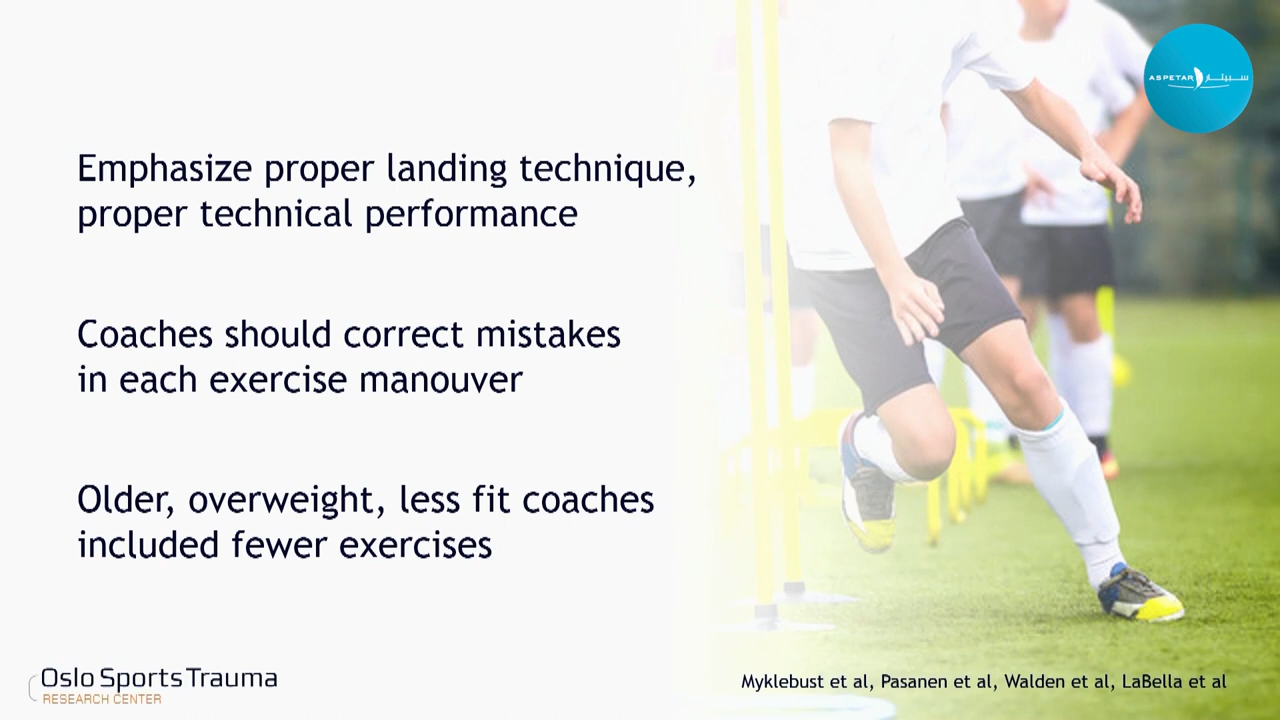 ASPETAR سبيتار
Emphasize proper landing technique,
proper technical performance
Coaches should correct mistakes
in each exercise manouver
Older, overweight, less fit coaches
included fewer exercises
Oslo Sports Trauma
RESEARCH CENTER
Myklebust et al, Pasanen et al, Walden et al, LaBella et al